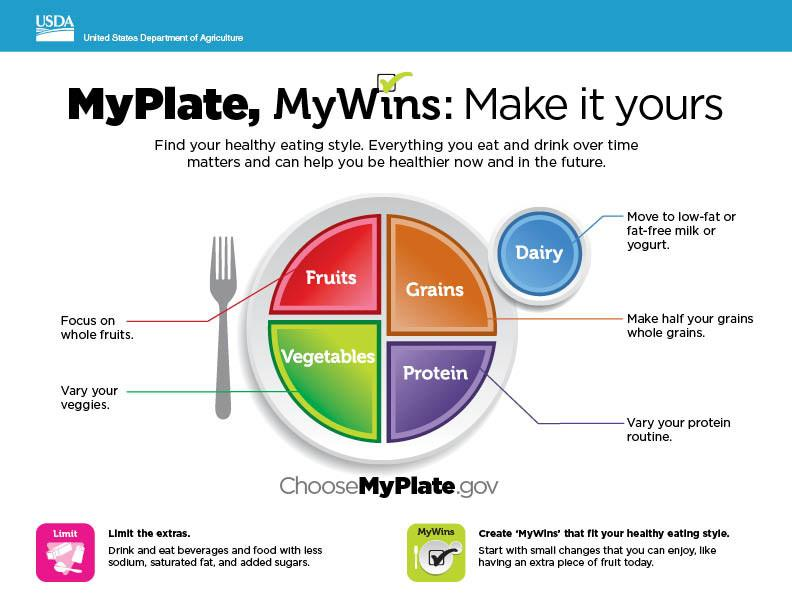 USDA
United States Department of Agriculture
MyPlate, MyWins: Make it yours
Find your healthy eating style. Everything you eat and drink over time
matters and can help you be healthier now and in the future.
Dairy
Move to low-fat or
fat-free milk or
yogurt.
Fruits
Grains
Focus on
whole fruits.
Make half your grains
whole grains.
Vegetables
Protein
Vary your
veggies.
Vary your protein
routine.
ChooseMyPlate.gov
Limit
Limit the extras.
Drink and eat beverages and food with less
sodium, saturated fat, and added sugars.
MyWins
Create ‘MyWins’ that fit your healthy eating style.
Start with small changes that you can enjoy, like
having an extra piece of fruit today.